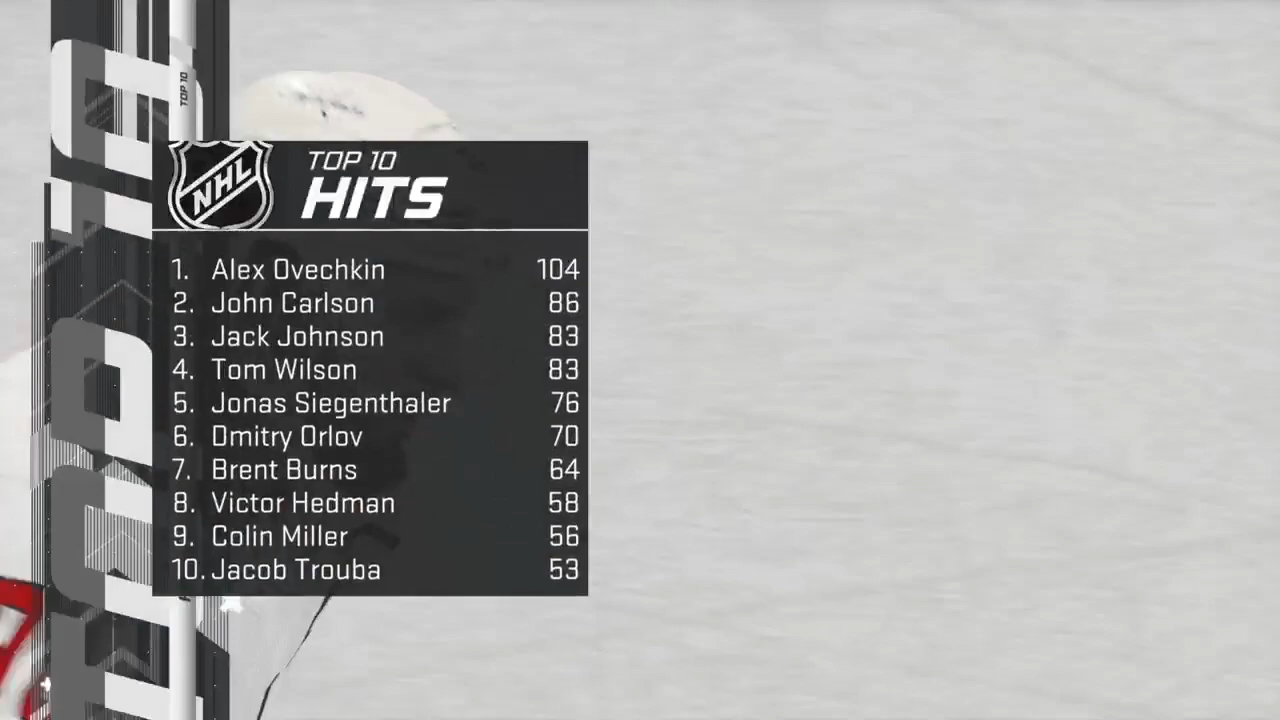 TOP 10
NHL
TOP 10
HITS
1. Alex Ovechkin 104
2. John Carlson 86
3. Jack Johnson 83
4. Tom Wilson 83
5. Jonas Siegenthaler 76
6. Dmitry Orlov 70
7. Brent Burns 64
8. Victor Hedman 58
9. Colin Miller 56
10. Jacob Trouba 53